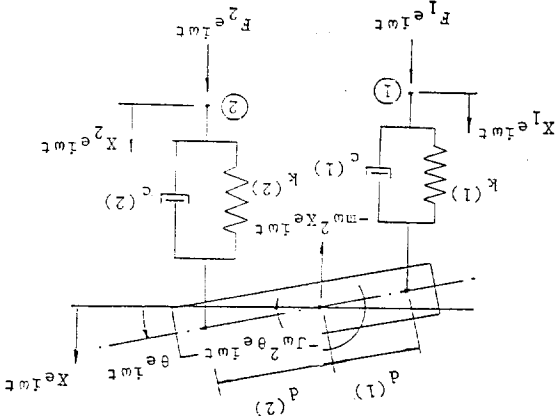 d(1)
d(2)
Xe^{iωt}
-Jω²θe^{iωt}
θe^{iωt}
-mω²Xe^{iωt}
k(1)
c(1)
k(2)
c(2)
X₁e^{iωt}
①
②
X₂e^{iωt}
F₁e^{iωt}
F₂e^{iωt}